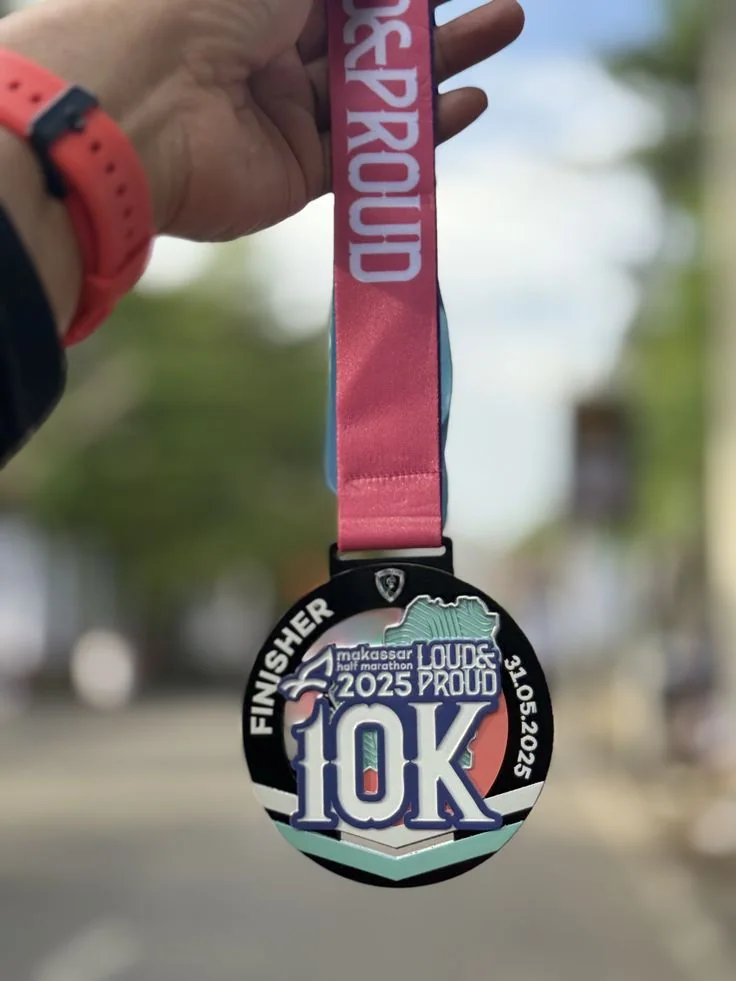 D&PROUD
FINISHER
makassar
half marathon
2025
LOUD&
PROUD
10K
31.05.2025